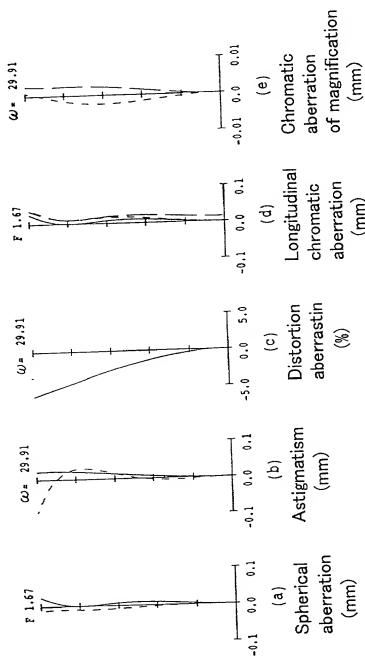 F 1.67
-0.1 0.0 0.1
(a)
Spherical
aberration
(mm)
ω= 29.91
-0.1 0.0 0.1
(b)
Astigmatism
(mm)
ω= 29.91
-5.0 0.0 5.0
(c)
Distortion
aberrastin
(%)
F 1.67
-0.1 0.0 0.1
(d)
Longitudinal
chromatic
aberration
(mm)
ω= 29.91
-0.01 0.0 0.01
(e)
Chromatic
aberration
of magnification
(mm)